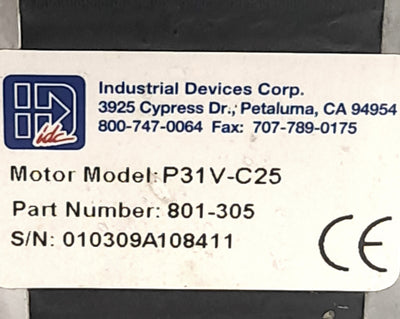 idc
Industrial Devices Corp.
3925 Cypress Dr., Petaluma, CA 94954
800-747-0064 Fax: 707-789-0175
Motor Model: P31V-C25
Part Number: 801-305
S/N: 010309A108411
CE